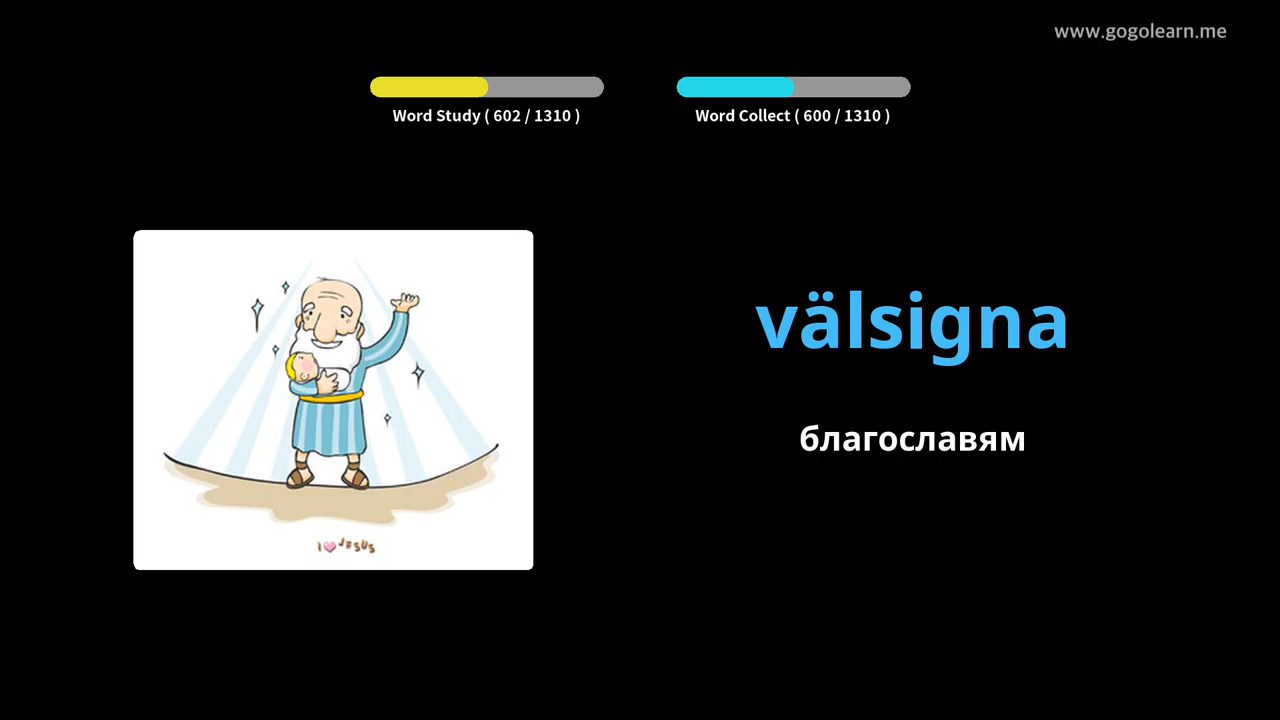 www.gogolearn.me
Word Study ( 602 / 1310 )
Word Collect ( 600 / 1310 )
välsigna
благославям
I ♥ JESUS